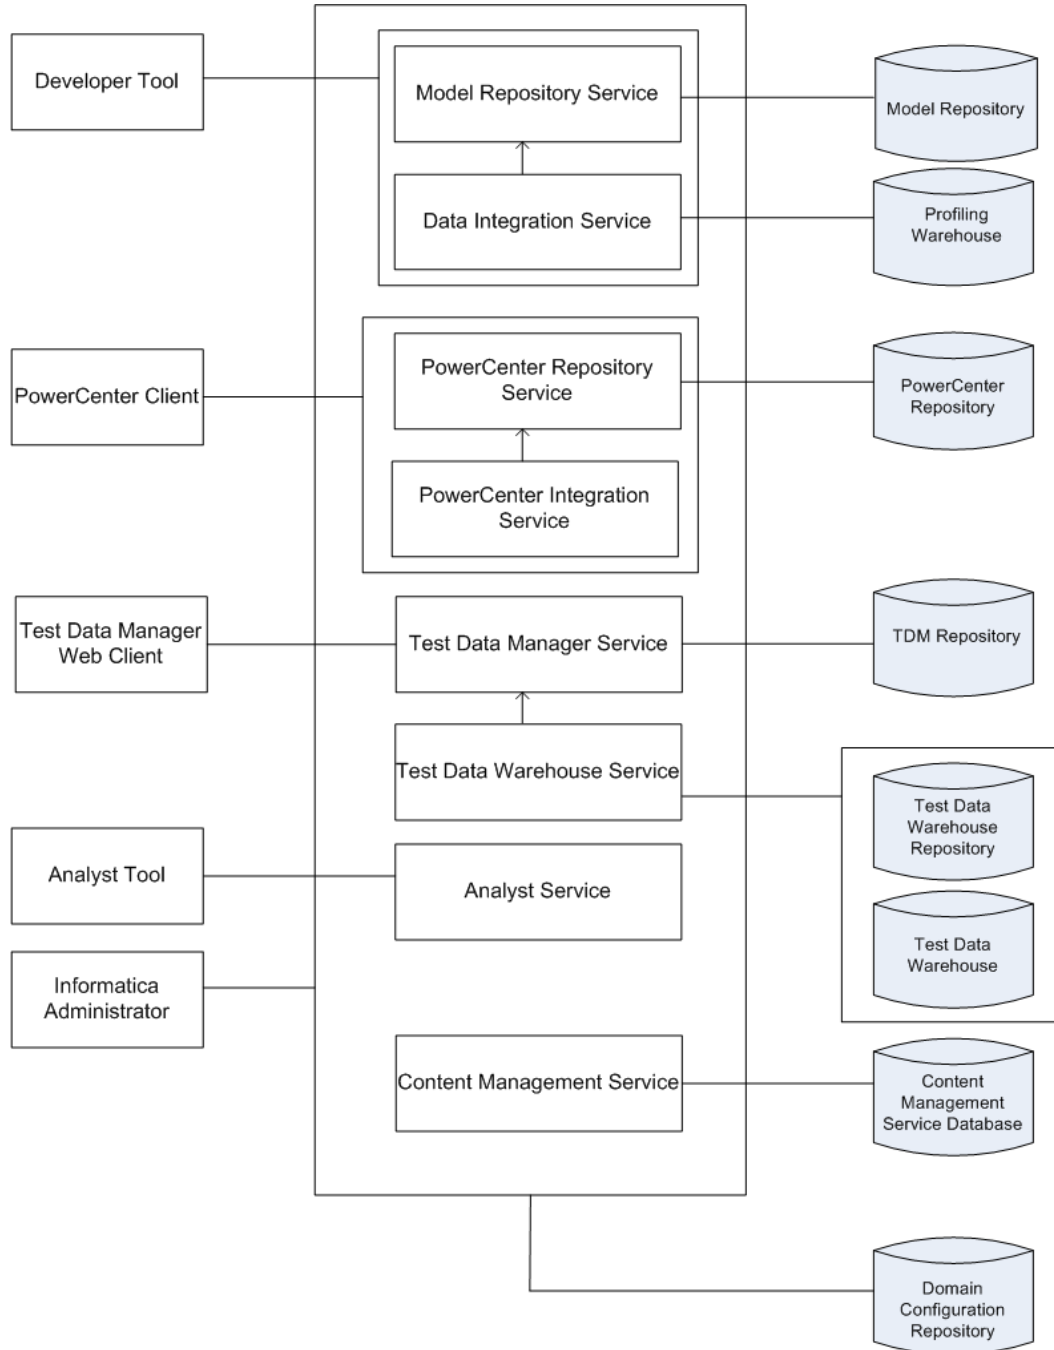 Developer Tool
Model Repository Service
Model Repository
Data Integration Service
Profiling
Warehouse
PowerCenter Client
PowerCenter Repository
Service
PowerCenter
Repository
PowerCenter Integration
Service
Test Data Manager
Web Client
Test Data Manager Service
TDM Repository
Test Data Warehouse Service
Test Data
Warehouse
Repository
Analyst Tool
Analyst Service
Test Data
Warehouse
Informatica
Administrator
Content Management Service
Content
Management
Service Database
Domain
Configuration
Repository